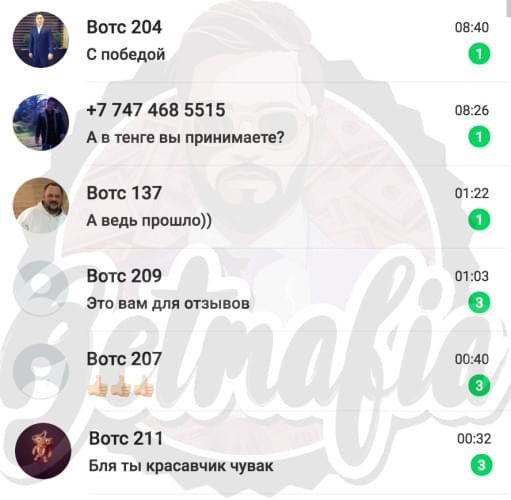 Вотс 204 08:40
С победой 1
+7 747 468 5515 08:26
А в тенге вы принимаете? 1
Вотс 137 01:22
А ведь прошло)) 1
Вотс 209 01:03
Это вам для отзывов 3
Вотс 207 00:40
👍🏻👍🏻👍🏻 3
Вотс 211 00:32
Бля ты красавчик чувак 3
getmafia